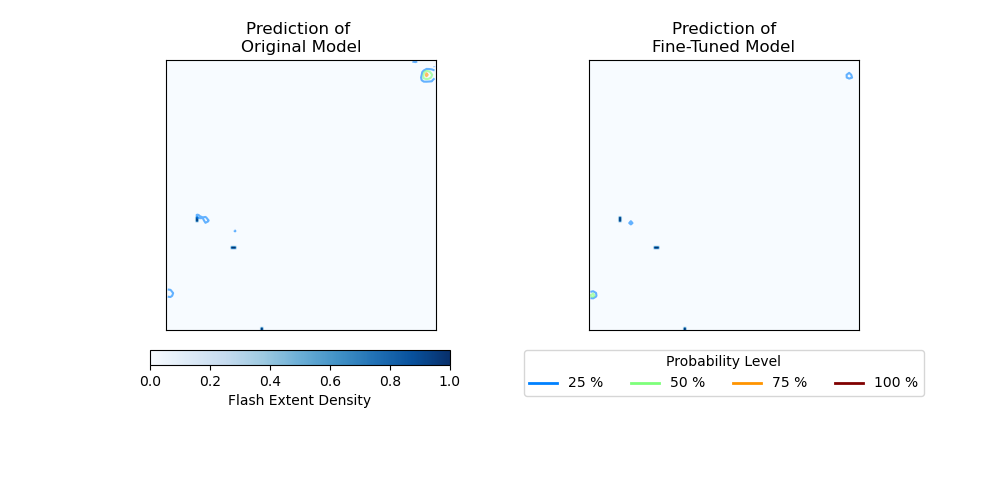 Prediction of
Original Model
Prediction of
Fine-Tuned Model
0.0 0.2 0.4 0.6 0.8 1.0
Flash Extent Density
Probability Level
25 % 50 % 75 % 100 %